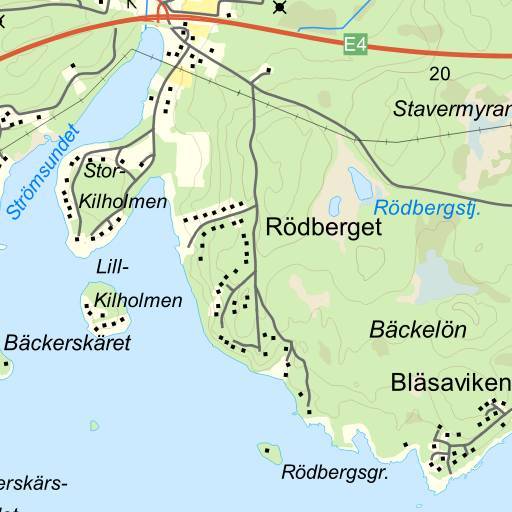 K
E4
20
Stavermyran
Strömsundet
Stor-
Kilholmen
Rödbergstj.
Rödberget
Lill-
Kilholmen
Bäckerskäret
Bäckelön
Bläsaviken
Rödbergsgr.
erskärs-